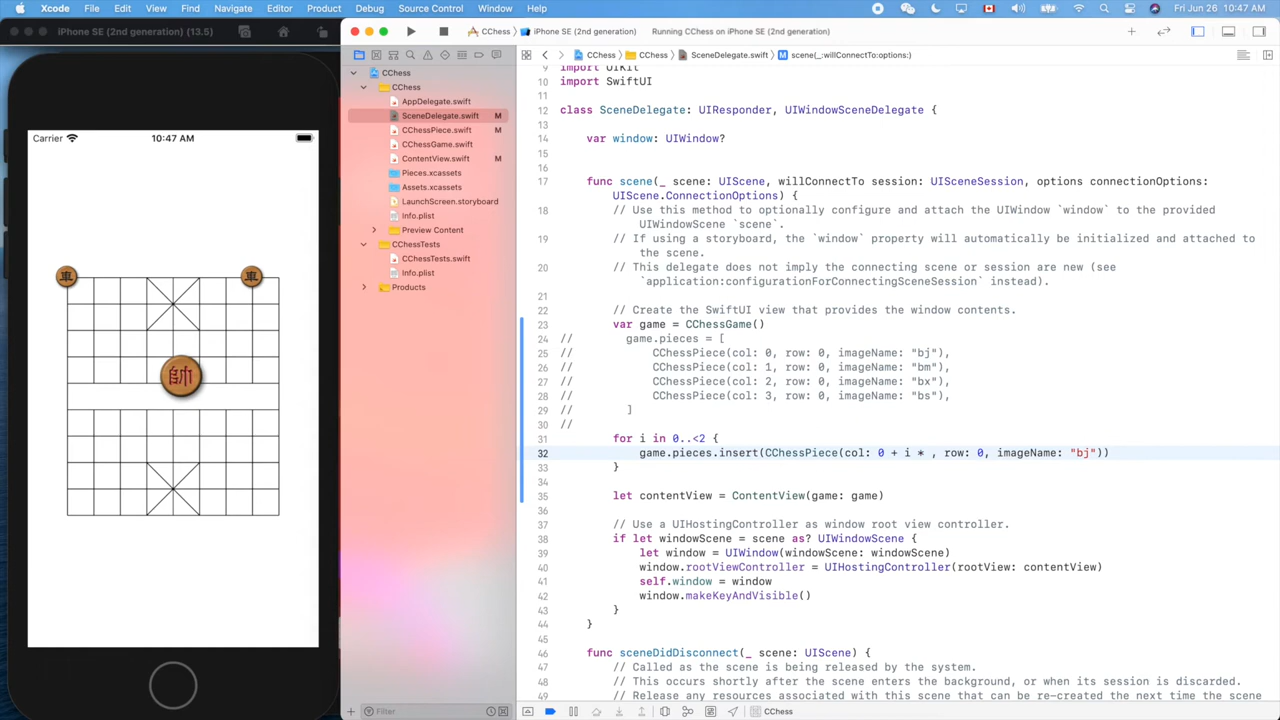 Xcode File Edit View Find Navigate Editor Product Debug Source Control Window Help Fri Jun 19 10:47 AM
iPhone SE (2nd generation) (13.5)
CChess iPhone SE (2nd generation) Running CChess on iPhone SE (2nd generation)
CChess CChess SceneDelegate.swift scene(_:willConnectTo:options:)
CChess
CChess
AppDelegate.swift
SceneDelegate.swift M
CChessPiece.swift M
CChessGame.swift
ContentView.swift M
Pieces.xcassets
Assets.xcassets
LaunchScreen.storyboard
Info.plist
Preview Content
CChessTests
CChessTests.swift
Info.plist
Products
Filter
Carrier 10:47 AM
車 車
帥
9 import UIKit
10 import SwiftUI
11
12 class SceneDelegate: UIResponder, UIWindowSceneDelegate {
13
14 var window: UIWindow?
15
16
17 func scene(_ scene: UIScene, willConnectTo session: UISceneSession, options connectionOptions:
UIScene.ConnectionOptions) {
18 // Use this method to optionally configure and attach the UIWindow `window` to the provided
UIWindowScene `scene`.
19 // If using a storyboard, the `window` property will automatically be initialized and attached to
the scene.
20 // This delegate does not imply the connecting scene or session are new (see
`application:configurationForConnectingSceneSession` instead).
21
22 // Create the SwiftUI view that provides the window contents.
23 var game = CChessGame()
24 // game.pieces = [
25 // CChessPiece(col: 0, row: 0, imageName: "bj"),
26 // CChessPiece(col: 1, row: 0, imageName: "bm"),
27 // CChessPiece(col: 2, row: 0, imageName: "bx"),
28 // CChessPiece(col: 3, row: 0, imageName: "bs"),
29 // ]
30 //
31 for i in 0..<2 {
32 game.pieces.insert(CChessPiece(col: 0 + i * , row: 0, imageName: "bj"))
33 }
34
35 let contentView = ContentView(game: game)
36
37 // Use a UIHostingController as window root view controller.
38 if let windowScene = scene as? UIWindowScene {
39 let window = UIWindow(windowScene: windowScene)
40 window.rootViewController = UIHostingController(rootView: contentView)
41 self.window = window
42 window.makeKeyAndVisible()
43 }
44 }
45
46 func sceneDidDisconnect(_ scene: UIScene) {
47 // Called as the scene is being released by the system.
48 // This occurs shortly after the scene enters the background, or when its session is discarded.
49 // Release any resources associated with this scene that can be re-created the next time the scene
CChess